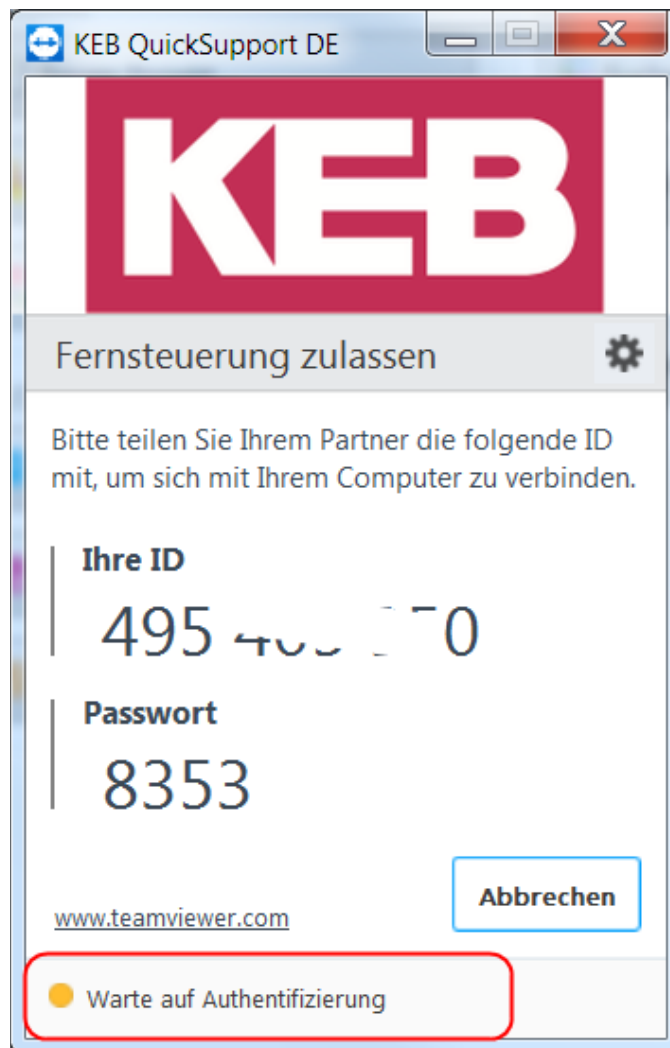 KEB QuickSupport DE
KEB
Fernsteuerung zulassen
Bitte teilen Sie Ihrem Partner die folgende ID
mit, um sich mit Ihrem Computer zu verbinden.
Ihre ID
495
Passwort
8353
Abbrechen
www.teamviewer.com
Warte auf Authentifizierung